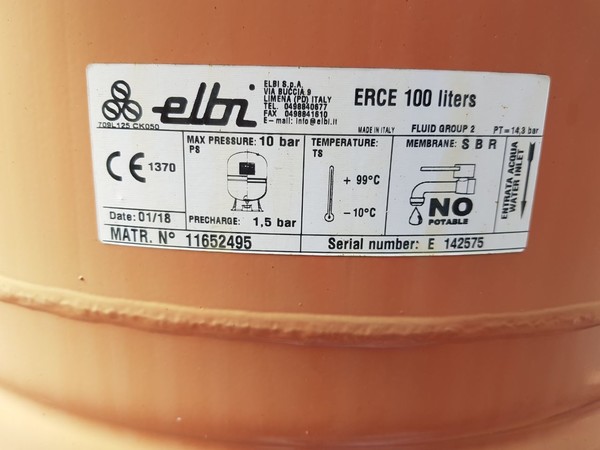 elbi
ELBI S.p.A.
VIA BUCCIA 9
LIMENA (PD) ITALY
TEL. 0498840677
FAX 0498841610
E-mail: info@elbi.it
ERCE 100 liters
709L125 CK050
MADE IN ITALY
FLUID GROUP 2
PT= 14,3 bar
CE 1370
Date: 01/18
MAX PRESSURE: 10 bar
PS
PRECHARGE: 1,5 bar
TEMPERATURE:
TS
+ 99°C
-10°C
MEMBRANE: S B R
NO
POTABLE
ENTRATA ACQUA
WATER INLET
MATR. N° 11652495
Serial number: E 142575